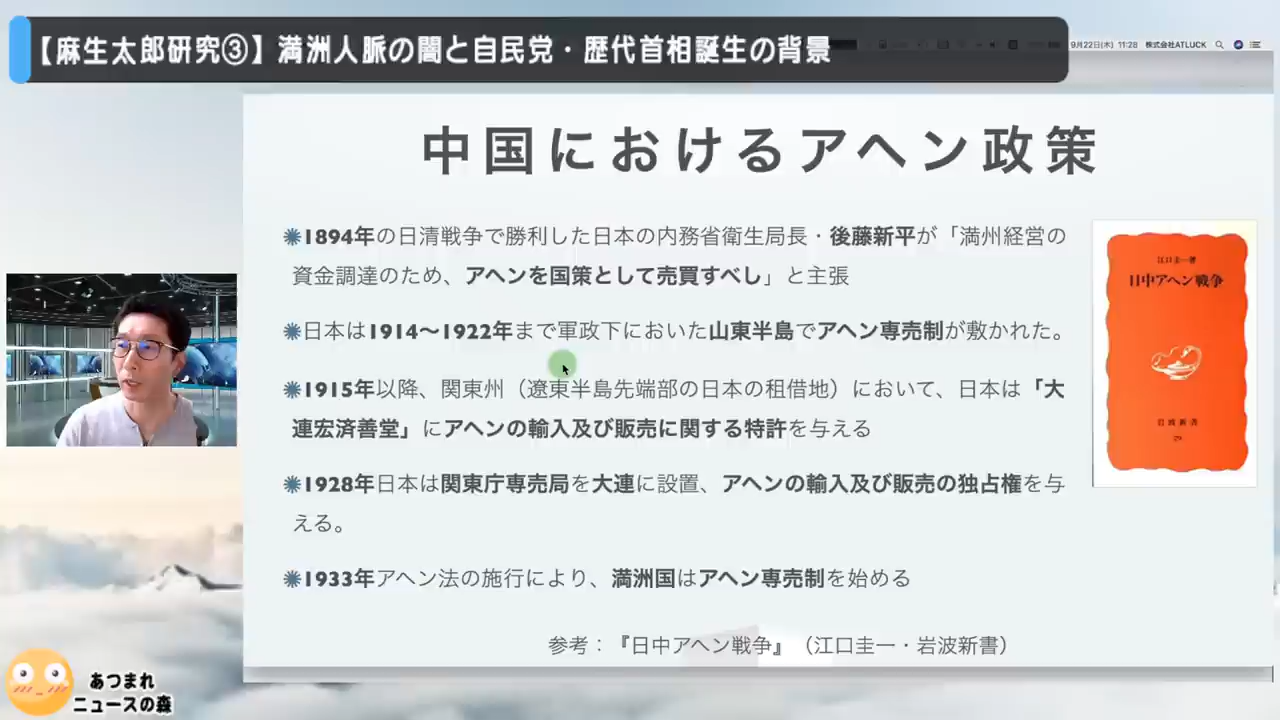 【麻生太郎研究③】満洲人脈の闇と自民党・歴代首相誕生の背景
9月22日(木) 11:28 株式会社ATLUCK
中国におけるアヘン政策
1894年の日清戦争で勝利した日本の内務省衛生局長・後藤新平が「満州経営の
資金調達のため、アヘンを国策として売買すべし」と主張
日本は1914〜1922年まで軍政下においた山東半島でアヘン専売制が敷かれた。
1915年以降、関東州（遼東半島先端部の日本の租借地）において、日本は「大
連宏済善堂」にアヘンの輸入及び販売に関する特許を与える
1928年日本は関東庁専売局を大連に設置、アヘンの輸入及び販売の独占権を与
える。
1933年アヘン法の施行により、満洲国はアヘン専売制を始める
参考：『日中アヘン戦争』（江口圭一・岩波新書）
江口圭一著
日中アヘン戦争
岩波新書
29
あつまれ
ニュースの森